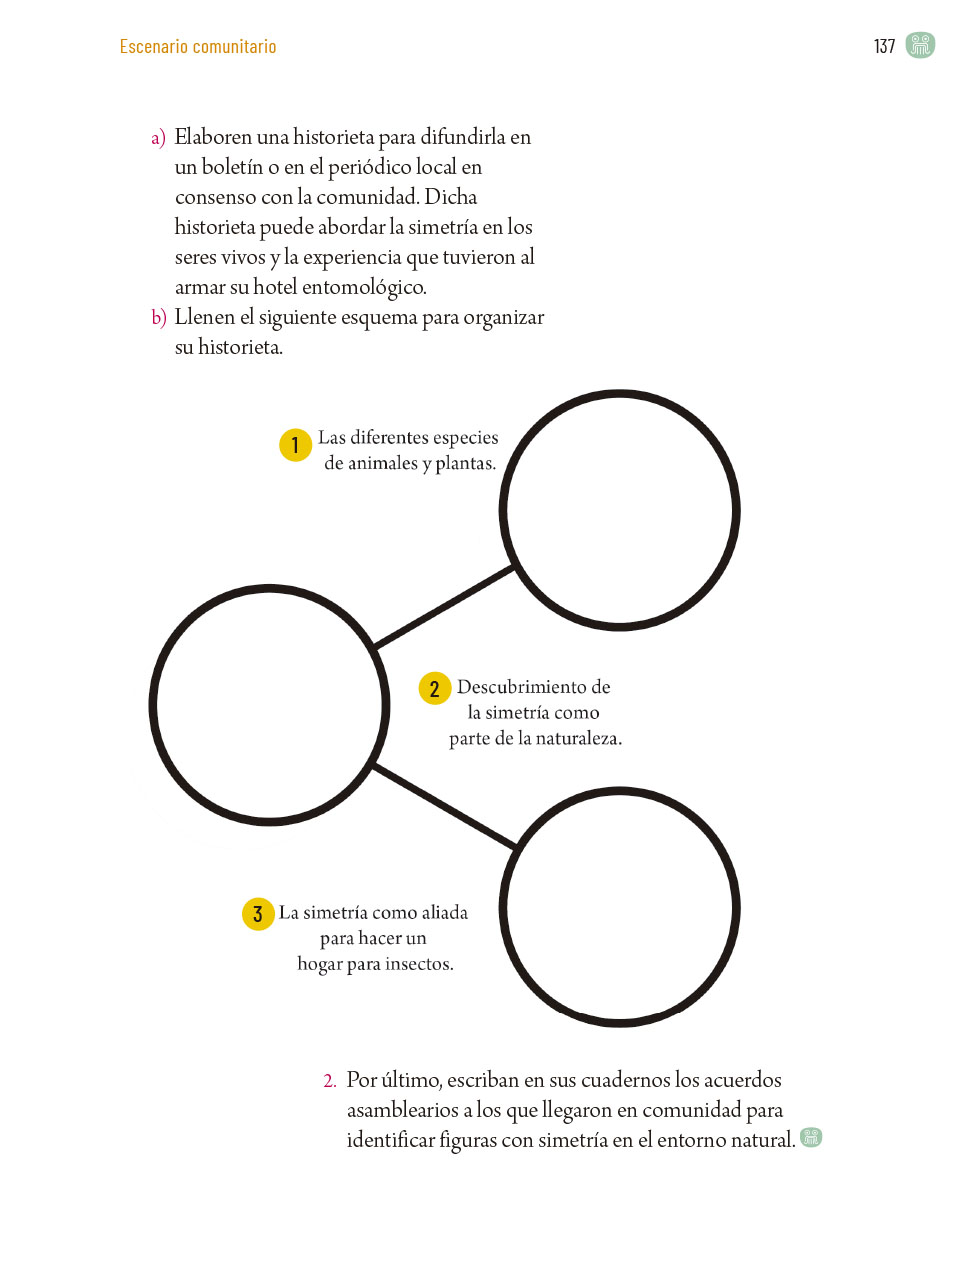 Escenario comunitario
137
a) Elaboren una historieta para difundirla en
un boletín o en el periódico local en
consenso con la comunidad. Dicha
historieta puede abordar la simetría en los
seres vivos y la experiencia que tuvieron al
armar su hotel entomológico.
b) Llenen el siguiente esquema para organizar
su historieta.
1 Las diferentes especies
de animales y plantas.
2 Descubrimiento de
la simetría como
parte de la naturaleza.
3 La simetría como aliada
para hacer un
hogar para insectos.
2. Por último, escriban en sus cuadernos los acuerdos
asamblearios a los que llegaron en comunidad para
identificar figuras con simetría en el entorno natural.